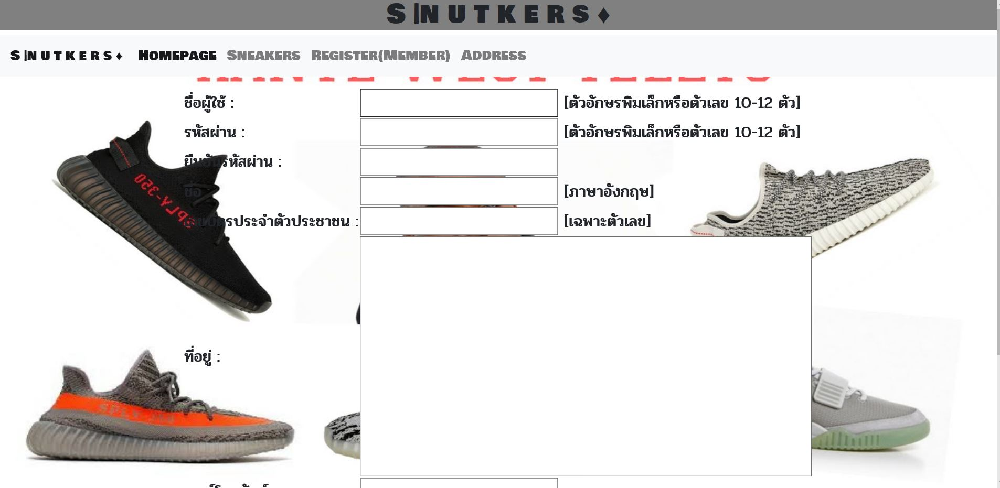 S|NUTKERS♦
S|NUTKERS♦ Homepage Sneakers Register(Member) Address
KANYE WEST YEEZYS
ชื่อผู้ใช้ : [ตัวอักษรพิมเล็กหรือตัวเลข 10-12 ตัว]
รหัสผ่าน : [ตัวอักษรพิมเล็กหรือตัวเลข 10-12 ตัว]
ยืนยันรหัสผ่าน :
ชื่อ [ภาษาอังกฤษ]
เลขบัตรประจำตัวประชาชน : [เฉพาะตัวเลข]
SPLY-350
ที่อยู่ :